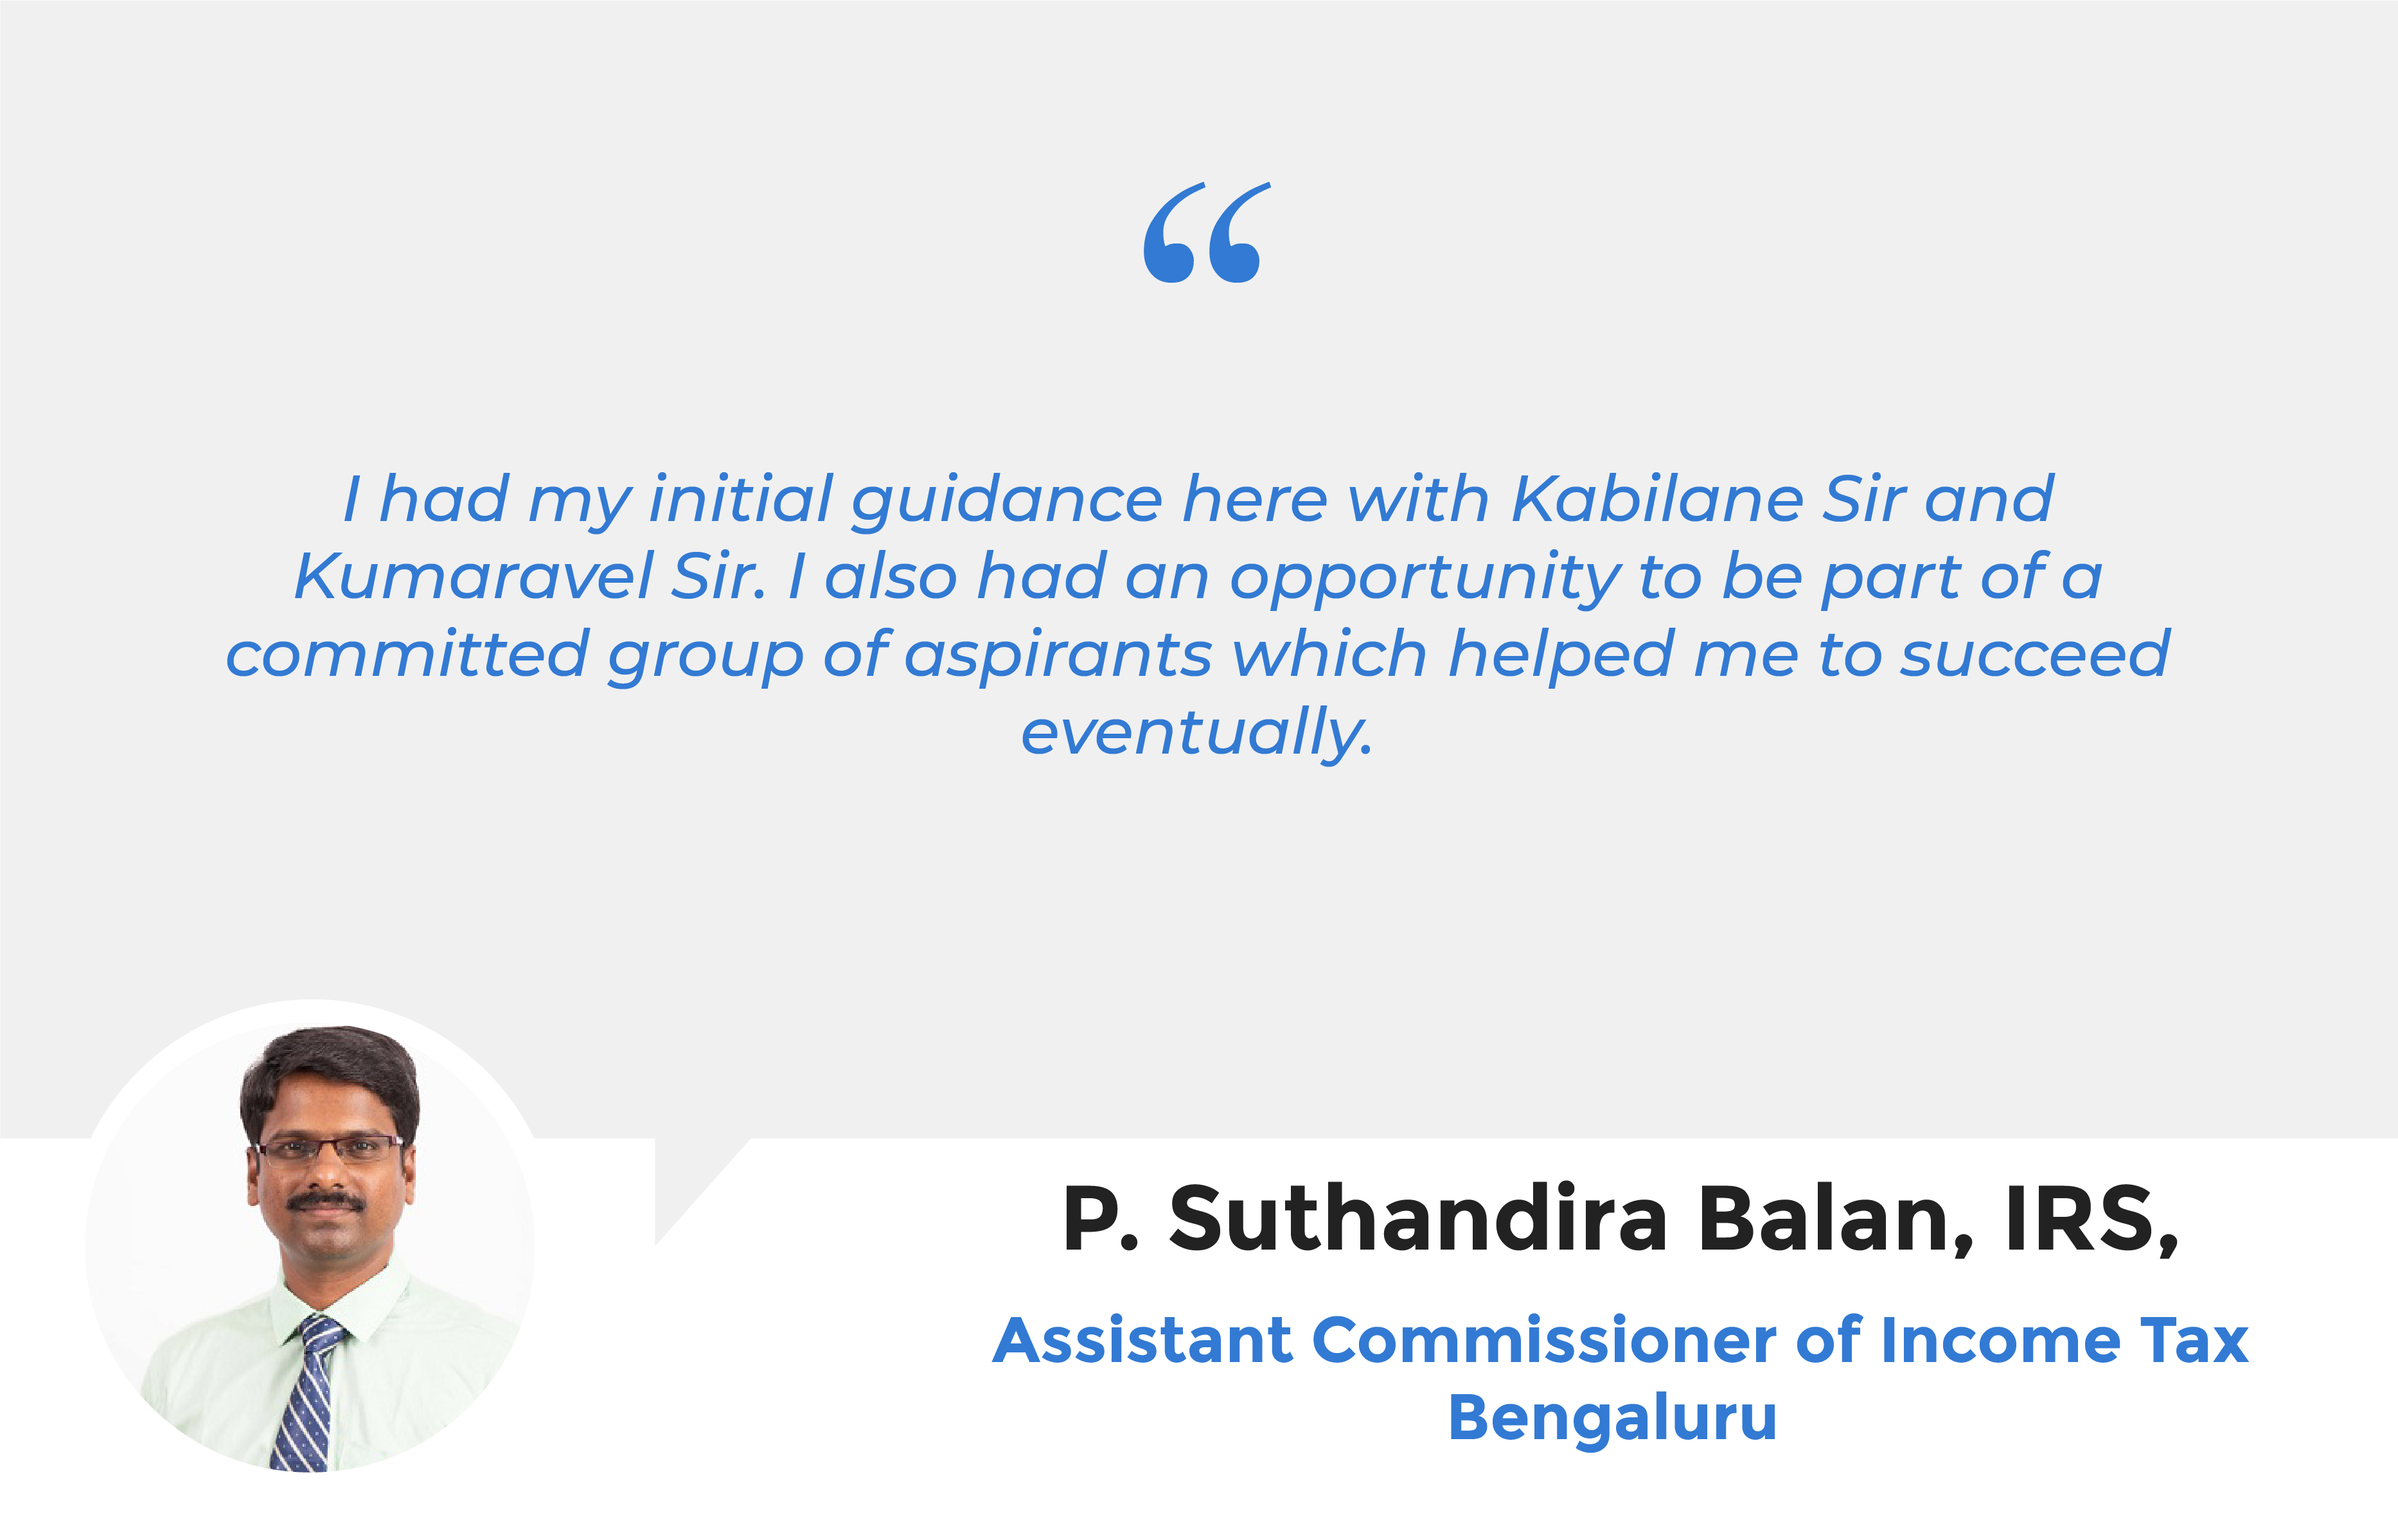 “
I had my initial guidance here with Kabilane Sir and
Kumaravel Sir. I also had an opportunity to be part of a
committed group of aspirants which helped me to succeed
eventually.
P. Suthandira Balan, IRS,
Assistant Commissioner of Income Tax
Bengaluru